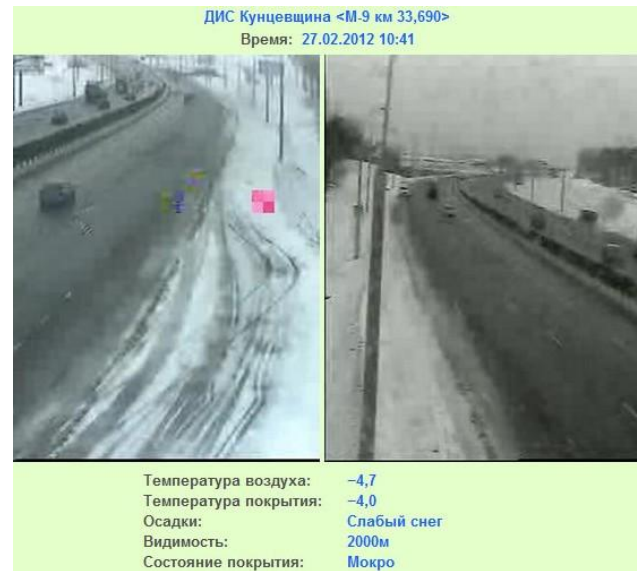 ДИС Кунцевщина <М-9 км 33,690>
Время: 27.02.2012 10:41
Температура воздуха: −4,7
Температура покрытия: −4,0
Осадки: Слабый снег
Видимость: 2000м
Состояние покрытия: Мокро